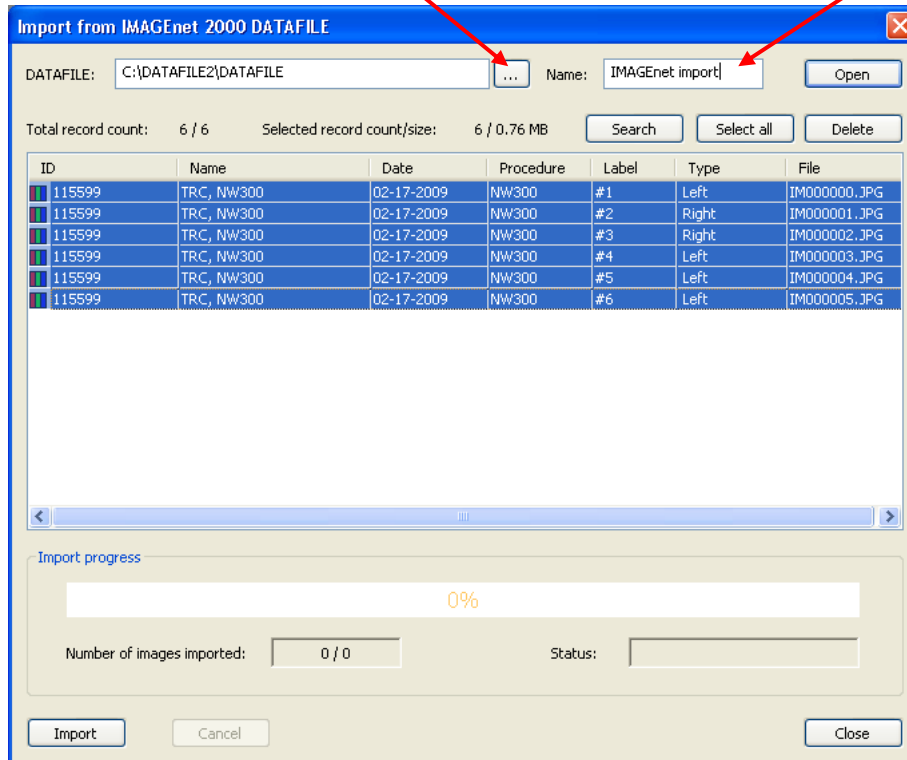 Import from IMAGEnet 2000 DATAFILE
DATAFILE: C:\DATAFILE2\DATAFILE ... Name: IMAGEnet import Open
Total record count: 6 / 6 Selected record count/size: 6 / 0.76 MB Search Select all Delete
ID Name Date Procedure Label Type File
115599 TRC, NW300 02-17-2009 NW300 #1 Left IM000000.JPG
115599 TRC, NW300 02-17-2009 NW300 #2 Right IM000001.JPG
115599 TRC, NW300 02-17-2009 NW300 #3 Right IM000002.JPG
115599 TRC, NW300 02-17-2009 NW300 #4 Left IM000003.JPG
115599 TRC, NW300 02-17-2009 NW300 #5 Left IM000004.JPG
115599 TRC, NW300 02-17-2009 NW300 #6 Left IM000005.JPG
Import progress
0%
Number of images imported: 0 / 0 Status:
Import Cancel Close